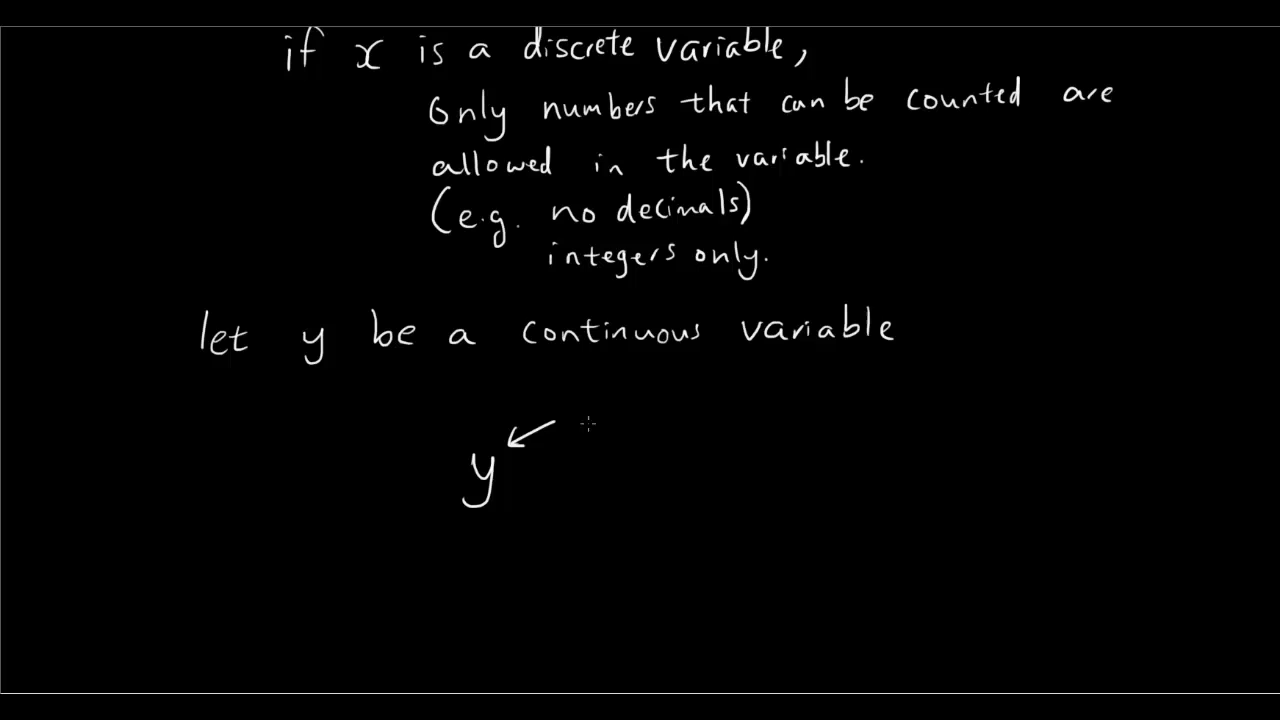 if x is a discrete variable,
Only numbers that can be counted are
allowed in the variable.
(e.g. no decimals)
integers only.
let y be a continuous variable
y